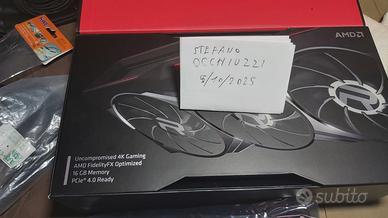 AMD
STEFANO
OCCHIUZZI
8/10/2025
Uncompromised 4K Gaming
AMD FidelityFX Optimized
16 GB Memory
PCIe® 4.0 Ready
subito